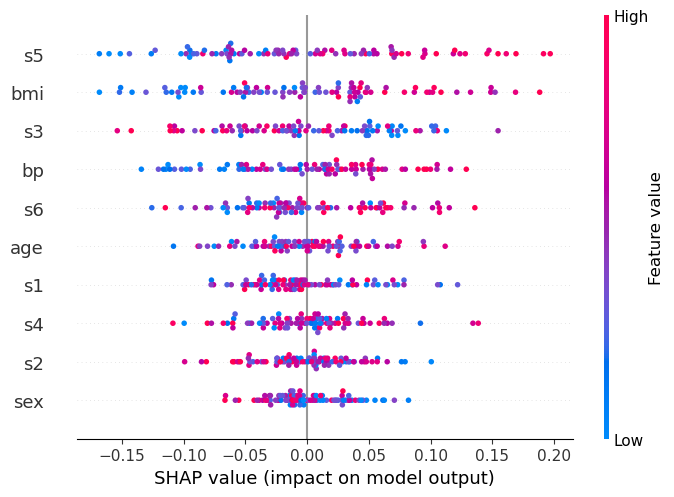 High
s5
bmi
s3
bp
s6
age
s1
s4
s2
sex
Feature value
Low
−0.15 −0.10 −0.05 0.00 0.05 0.10 0.15 0.20
SHAP value (impact on model output)